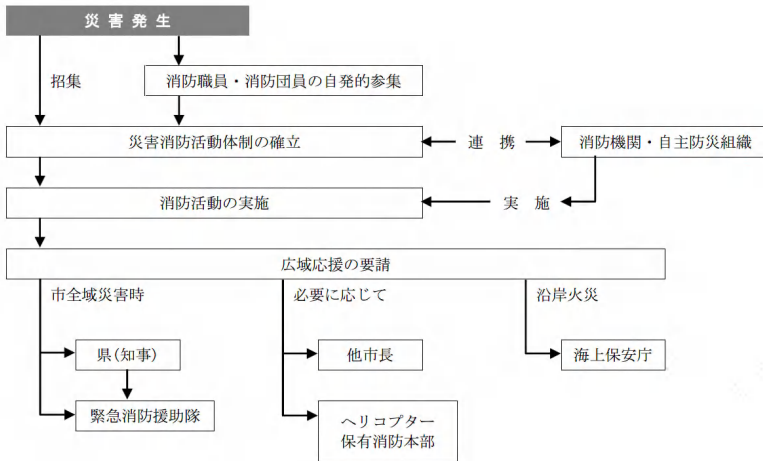 災害発生
招集
消防職員・消防団員の自発的参集
災害消防活動体制の確立
連携
消防機関・自主防災組織
消防活動の実施
実施
広域応援の要請
市全域災害時
必要に応じて
沿岸火災
県(知事)
他市長
海上保安庁
緊急消防援助隊
ヘリコプター
保有消防本部